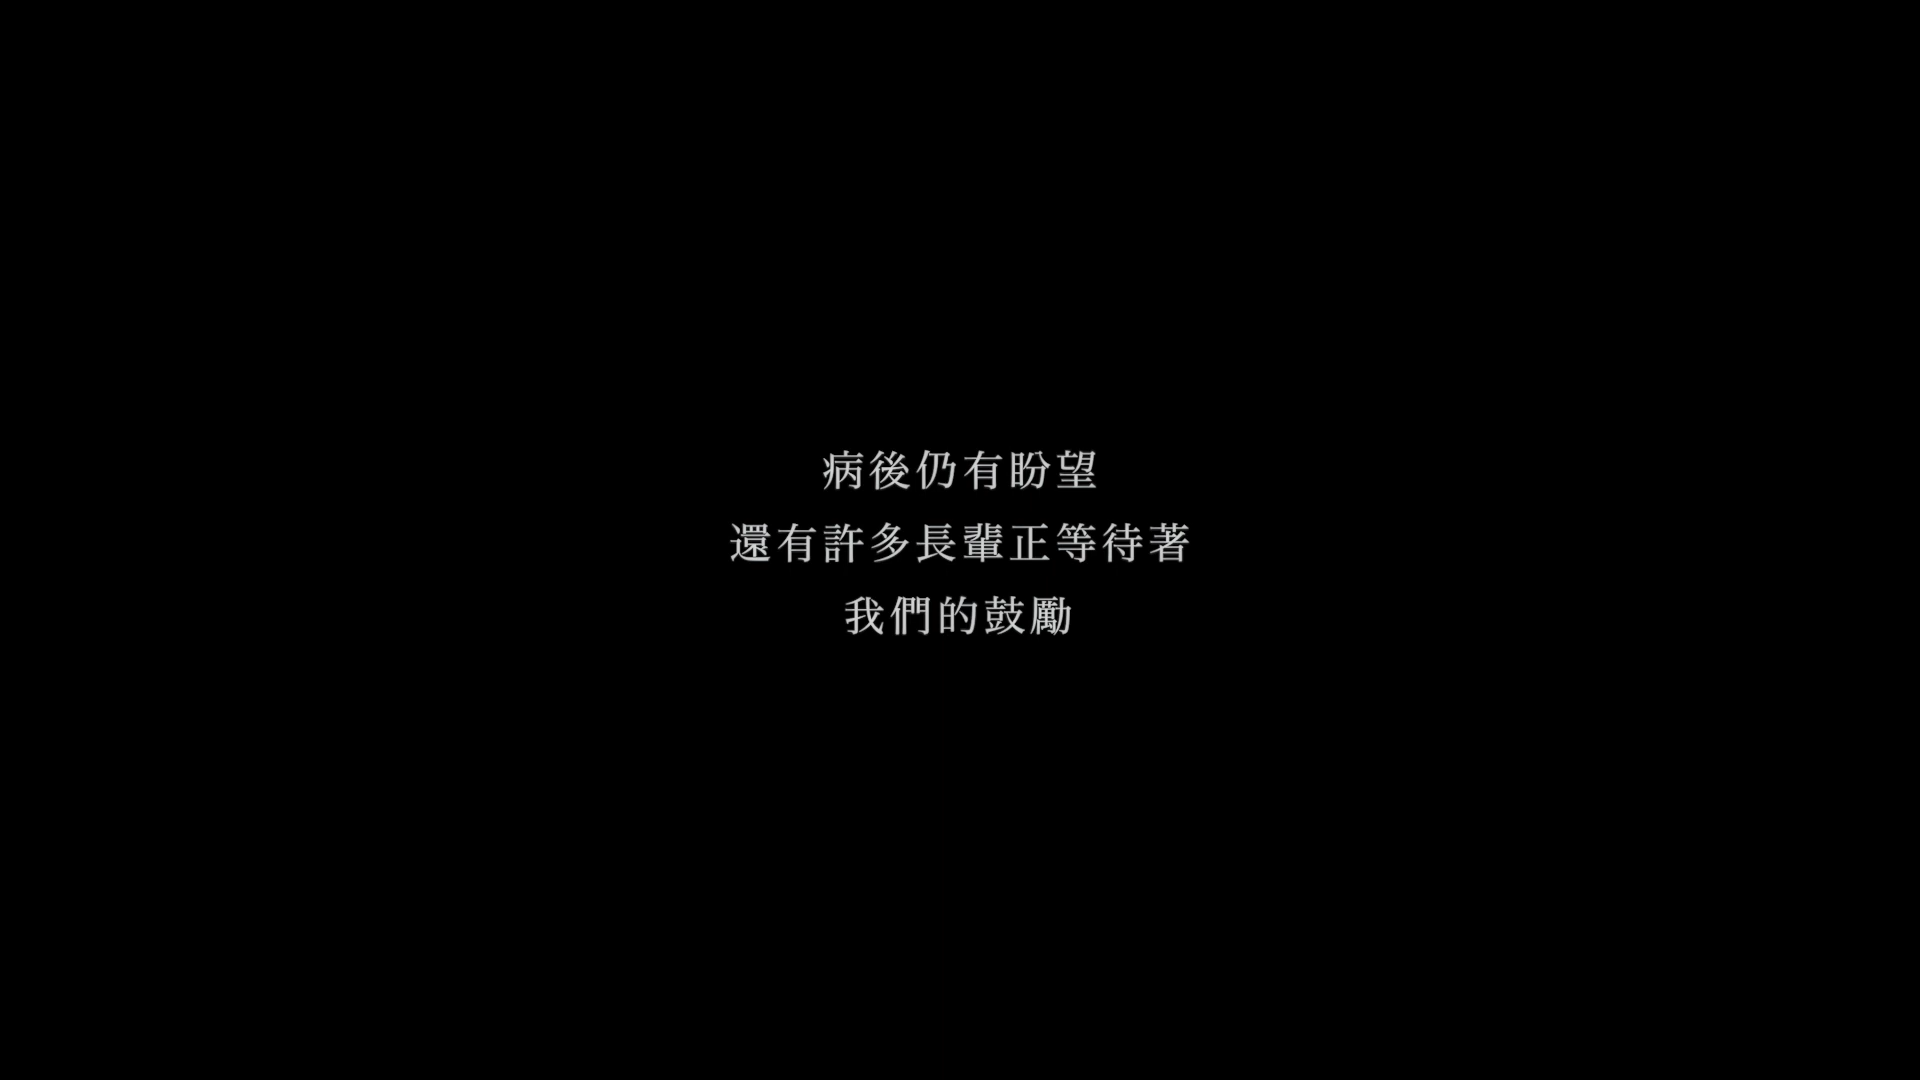 病後仍有盼望
還有許多長輩正等待著
我們的鼓勵